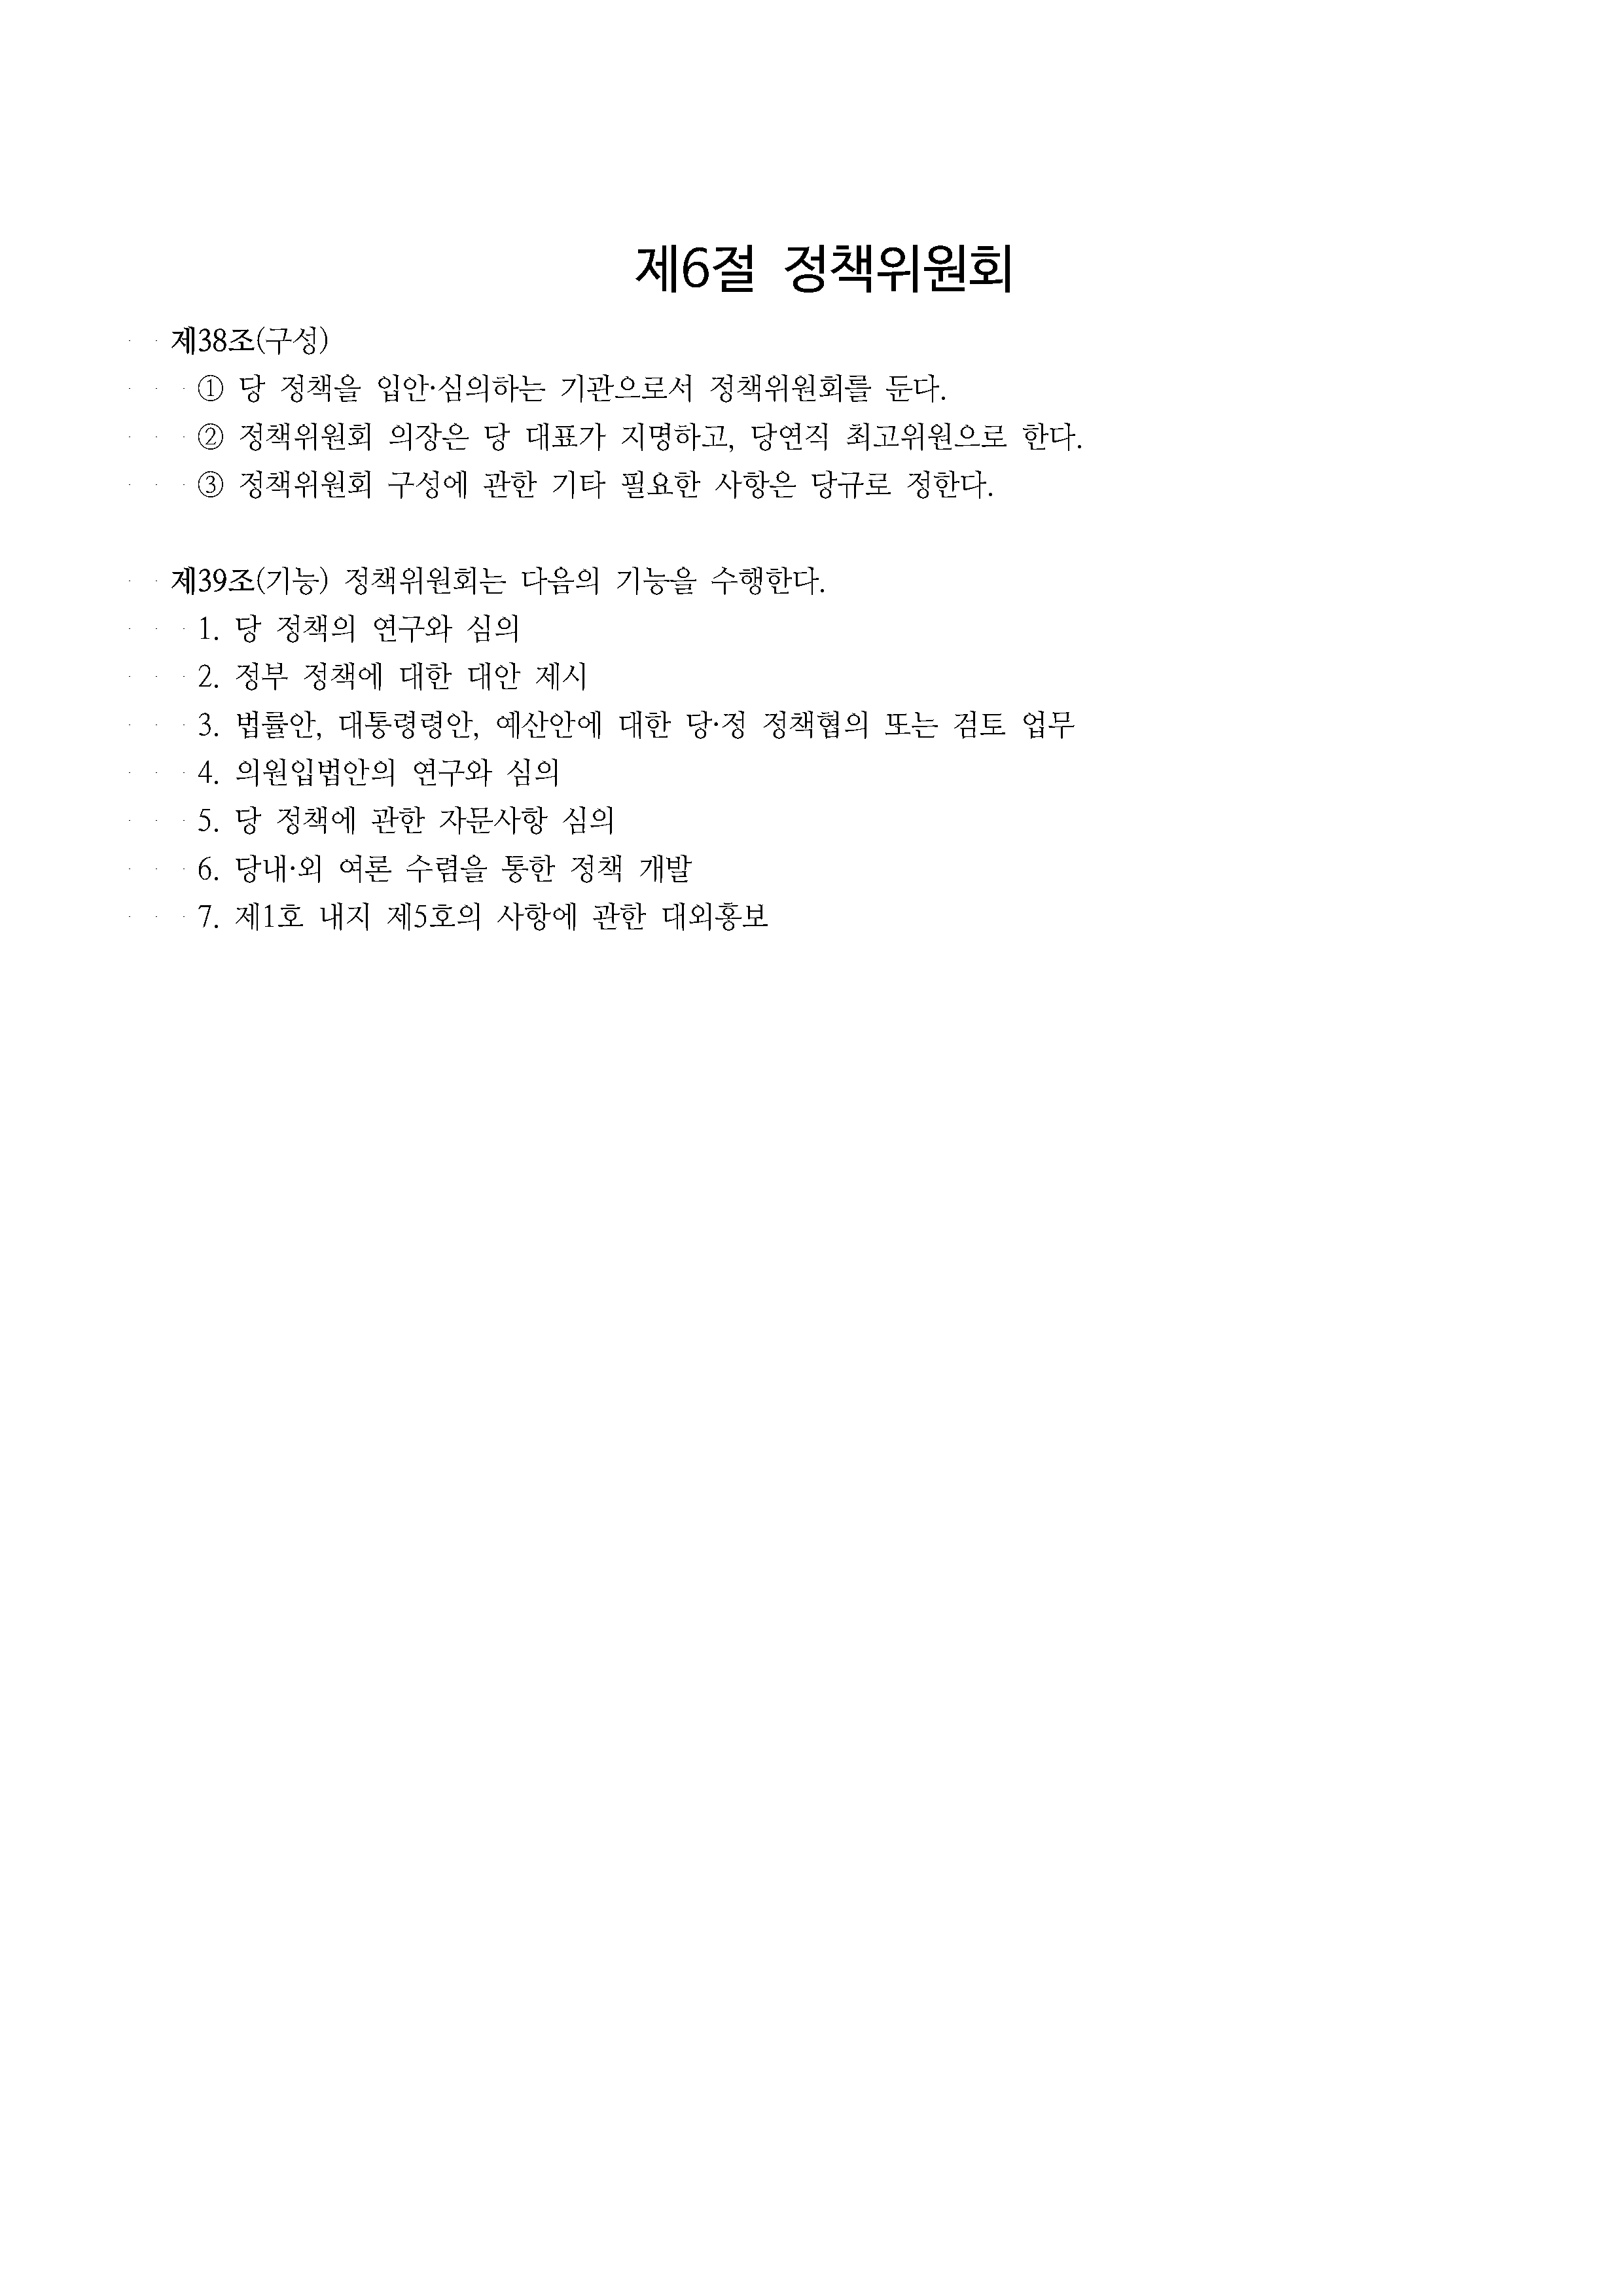 제6절 정책위원회
제38조(구성)
① 당 정책을 입안·심의하는 기관으로서 정책위원회를 둔다.
② 정책위원회 의장은 당 대표가 지명하고, 당연직 최고위원으로 한다.
③ 정책위원회 구성에 관한 기타 필요한 사항은 당규로 정한다.
제39조(기능) 정책위원회는 다음의 기능을 수행한다.
1. 당 정책의 연구와 심의
2. 정부 정책에 대한 대안 제시
3. 법률안, 대통령령안, 예산안에 대한 당·정 정책협의 또는 검토 업무
4. 의원입법안의 연구와 심의
5. 당 정책에 관한 자문사항 심의
6. 당내·외 여론 수렴을 통한 정책 개발
7. 제1호 내지 제5호의 사항에 관한 대외홍보